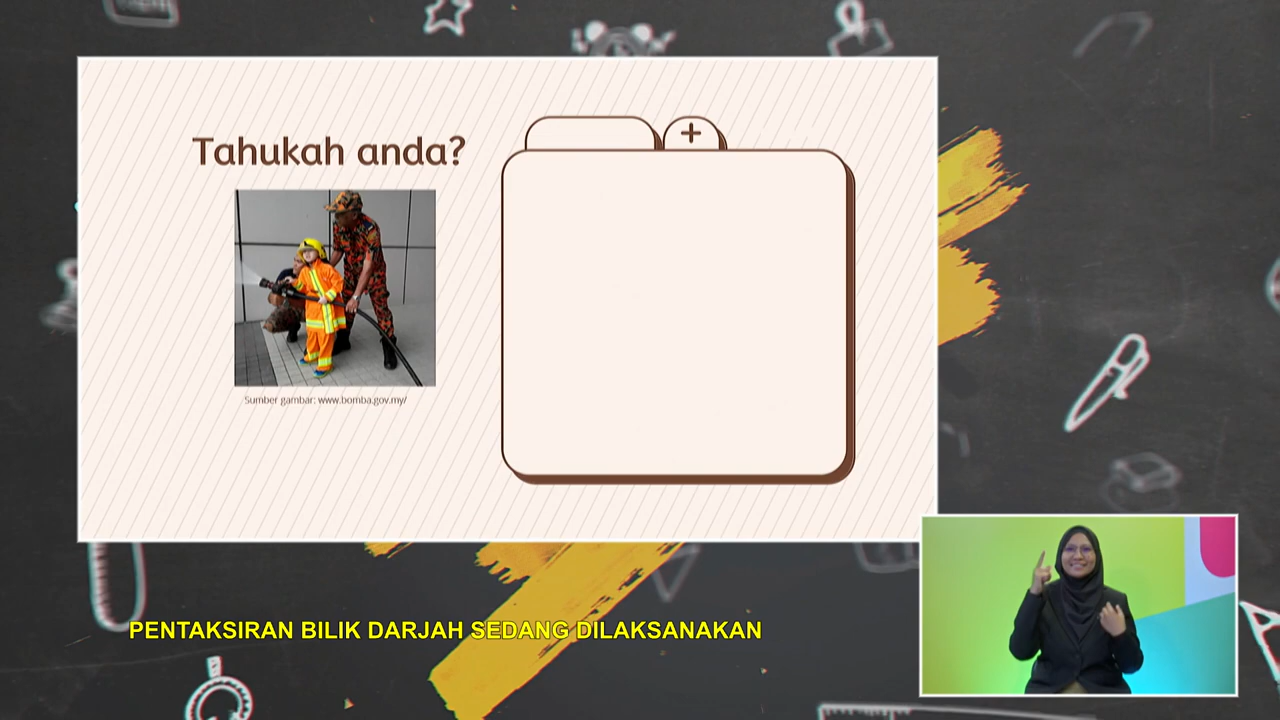 Tahukah anda?
+
Sumber gambar: www.bomba.gov.my/
PENTAKSIRAN BILIK DARJAH SEDANG DILAKSANAKAN